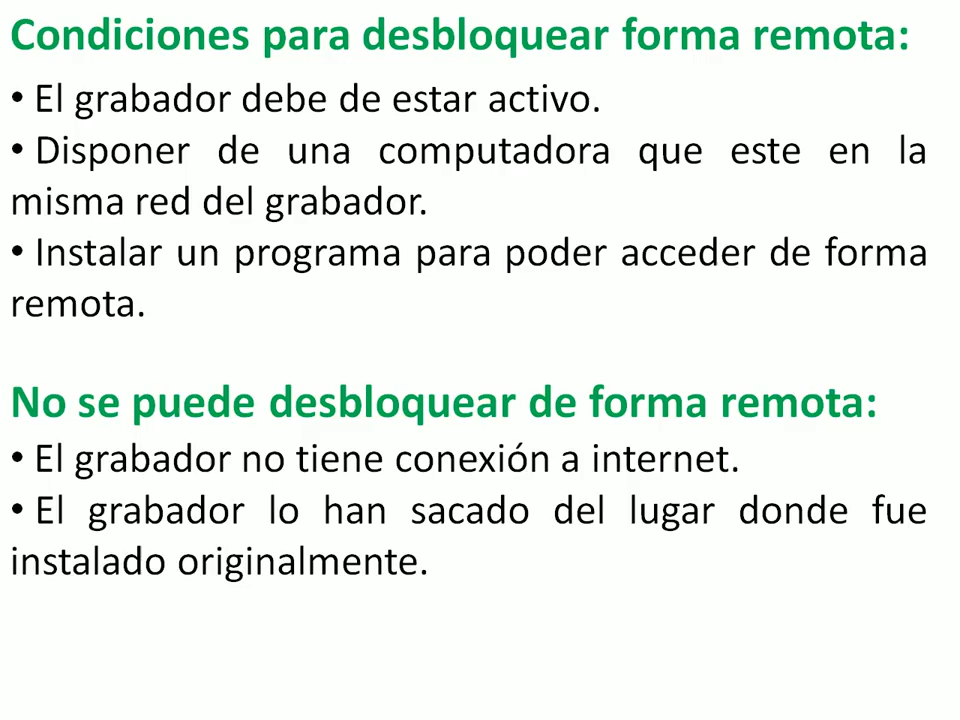 Condiciones para desbloquear forma remota:
• El grabador debe de estar activo.
• Disponer de una computadora que este en la
misma red del grabador.
• Instalar un programa para poder acceder de forma
remota.
No se puede desbloquear de forma remota:
• El grabador no tiene conexión a internet.
• El grabador lo han sacado del lugar donde fue
instalado originalmente.